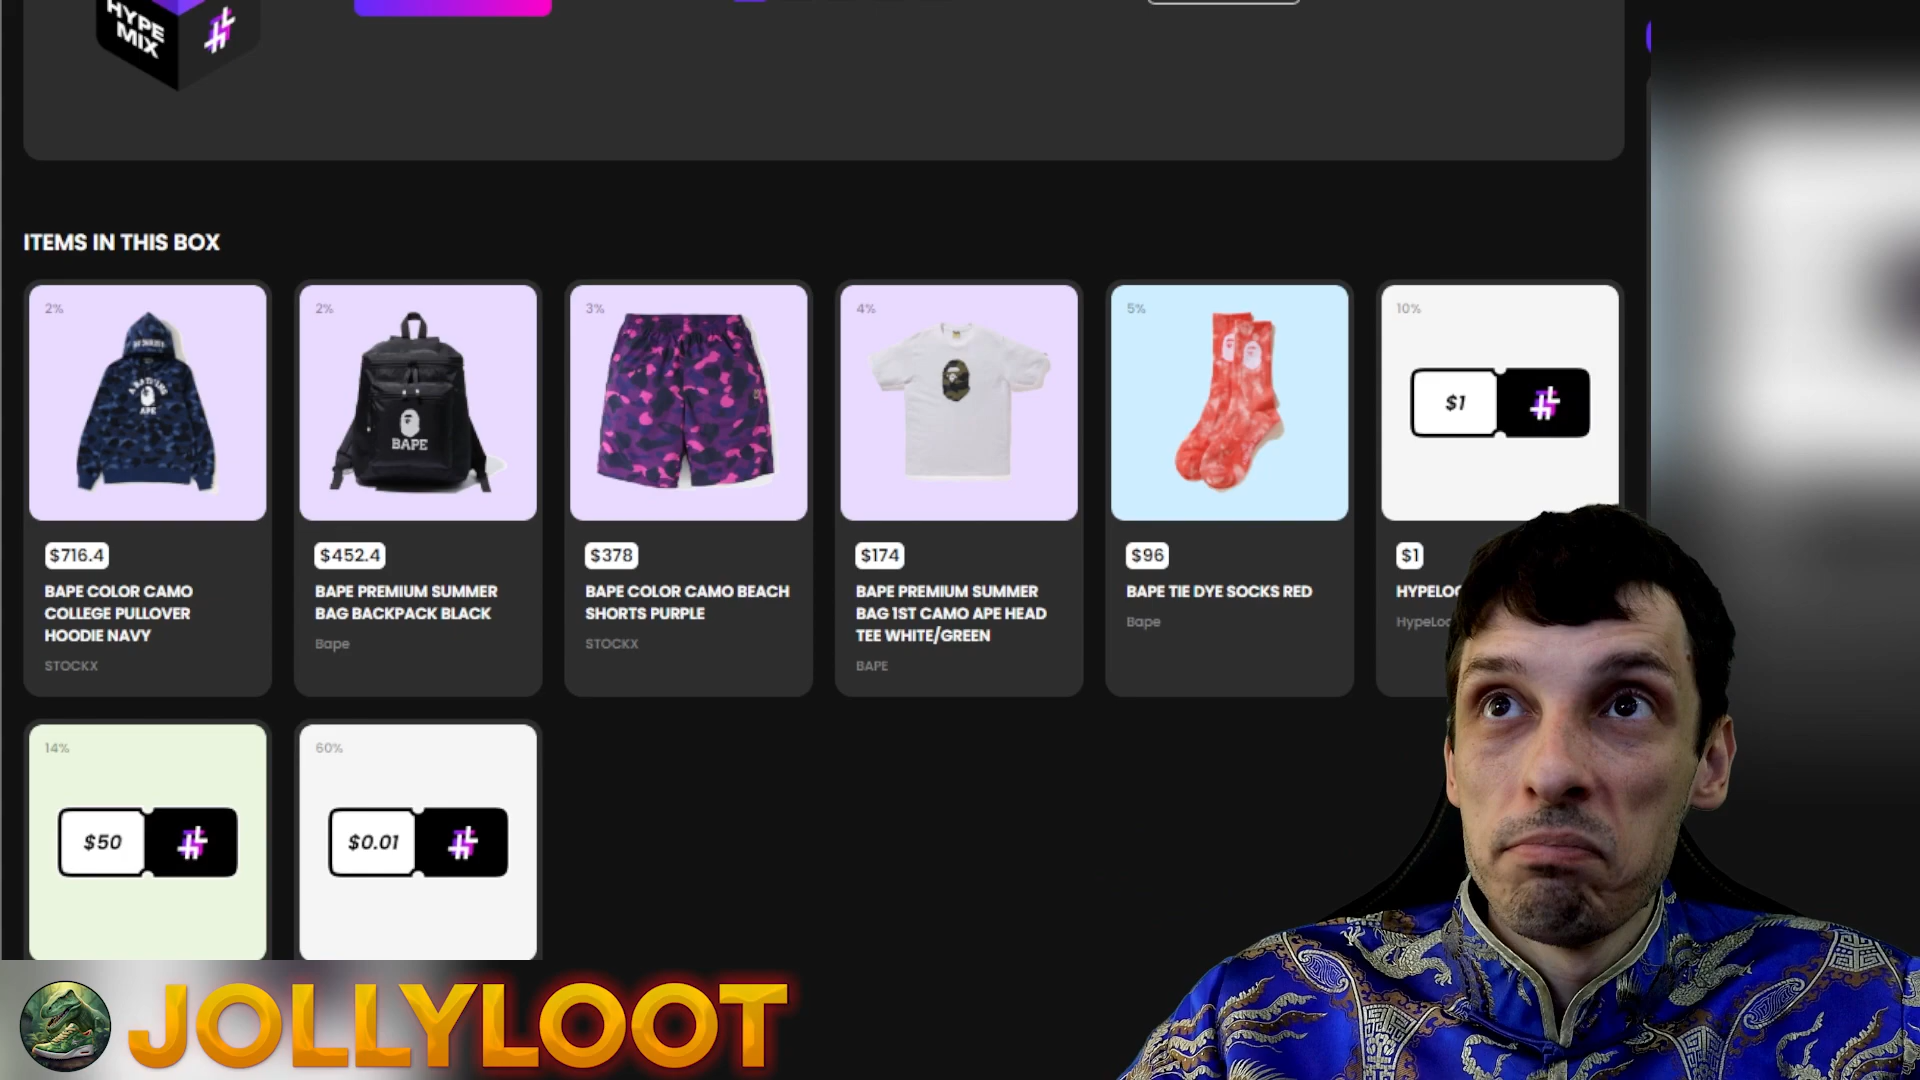 HYPE
MIX
ITEMS IN THIS BOX
2%
2%
3%
4%
5%
10%
A BATHING
APE
BAPE
$1
$716.4
$452.4
$378
$174
$96
$1
BAPE COLOR CAMO
COLLEGE PULLOVER
HOODIE NAVY
STOCKX
BAPE PREMIUM SUMMER
BAG BACKPACK BLACK
Bape
BAPE COLOR CAMO BEACH
SHORTS PURPLE
STOCKX
BAPE PREMIUM SUMMER
BAG 1ST CAMO APE HEAD
TEE WHITE/GREEN
BAPE
BAPE TIE DYE SOCKS RED
Bape
14%
60%
$50
$0.01
JOLLYLOOT